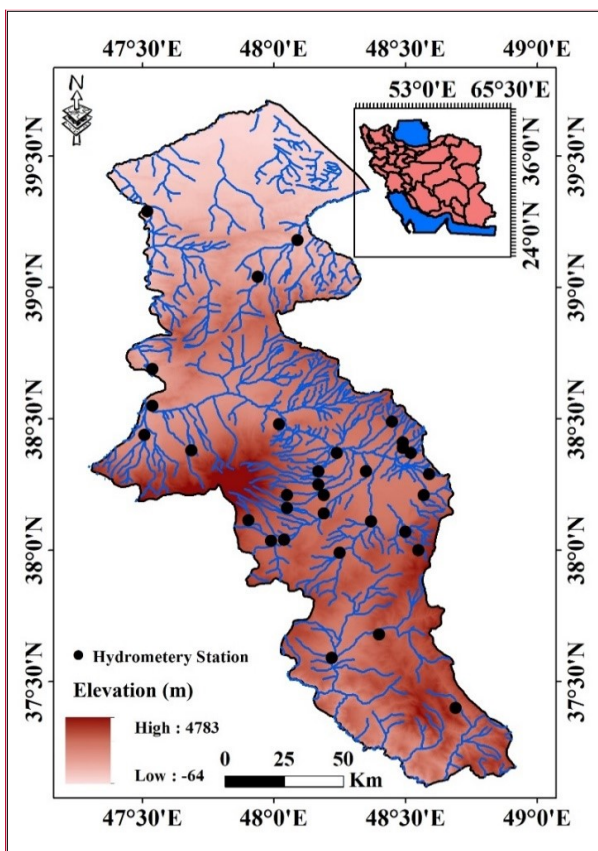 47°30'E 48°0'E 48°30'E 49°0'E
N
53°0'E 65°30'E
36°0'N
24°0'N
39°30'N
39°30'N
39°0'N
39°0'N
38°30'N
38°30'N
38°0'N
38°0'N
37°30'N
37°30'N
Hydrometery Station
Elevation (m)
High : 4783
Low : -64
0 25 50
Km
47°30'E 48°0'E 48°30'E 49°0'E